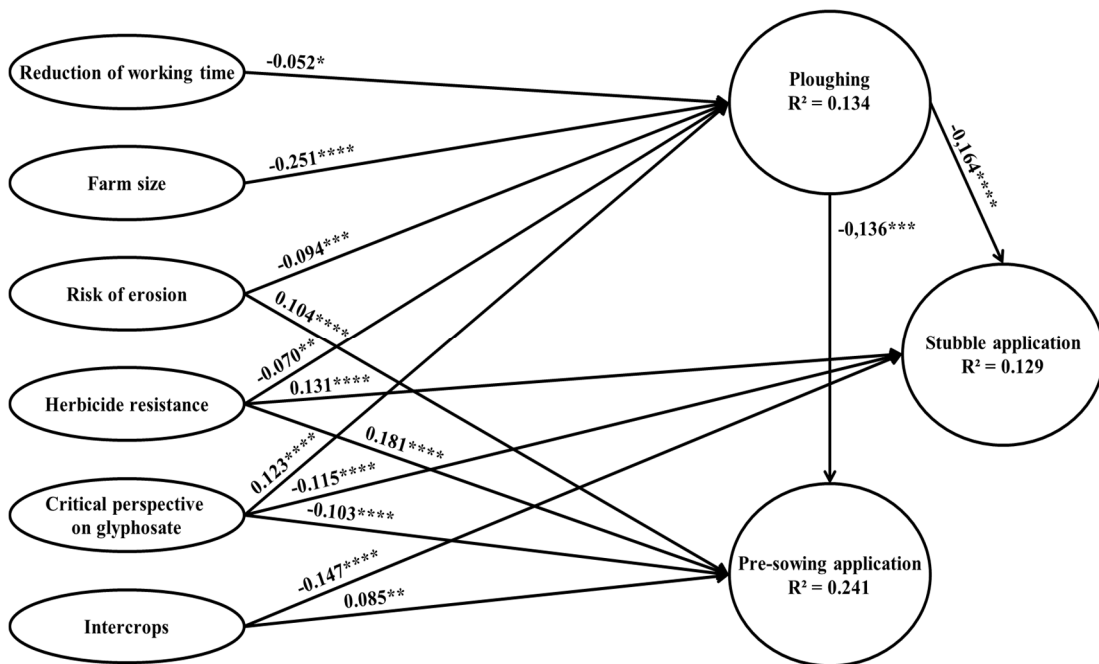 Reduction of working time
-0.052*
Ploughing
R² = 0.134
Farm size
-0.251****
-0,164****
Risk of erosion
-0.094***
-0,136***
0.104****
Stubble application
R² = 0.129
Herbicide resistance
-0.070**
0.131****
0.181****
Critical perspective
on glyphosate
0.123****
-0.115****
-0.103****
Pre-sowing application
R² = 0.241
Intercrops
-0.147****
0.085**